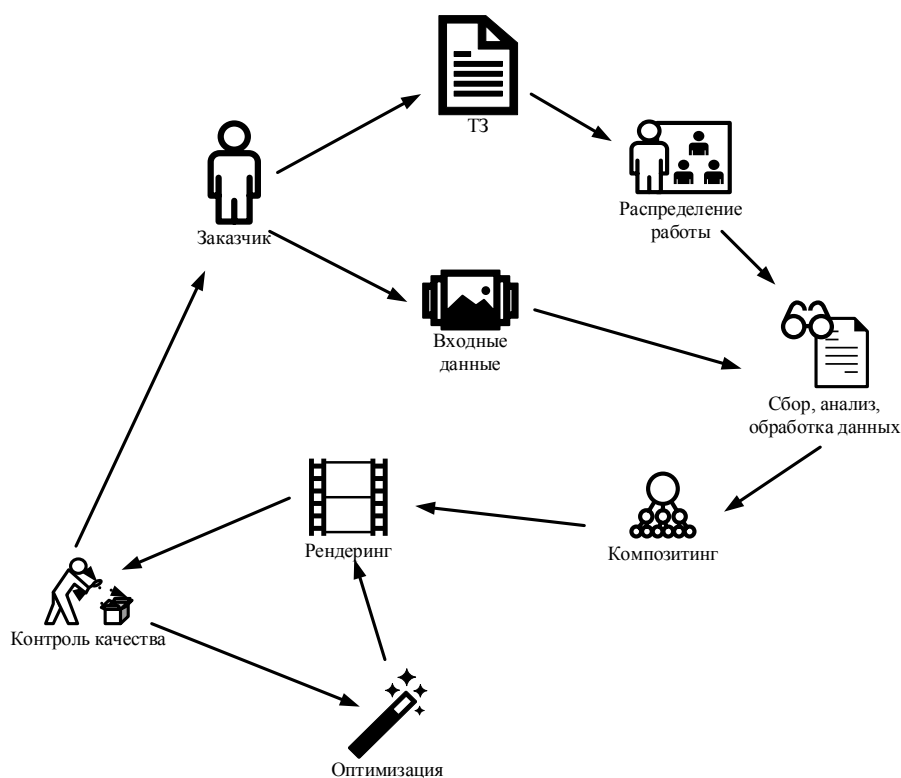 ТЗ
Распределение
работы
Заказчик
Входные
данные
Сбор, анализ,
обработка данных
Рендеринг
Композитинг
Контроль качества
Оптимизация